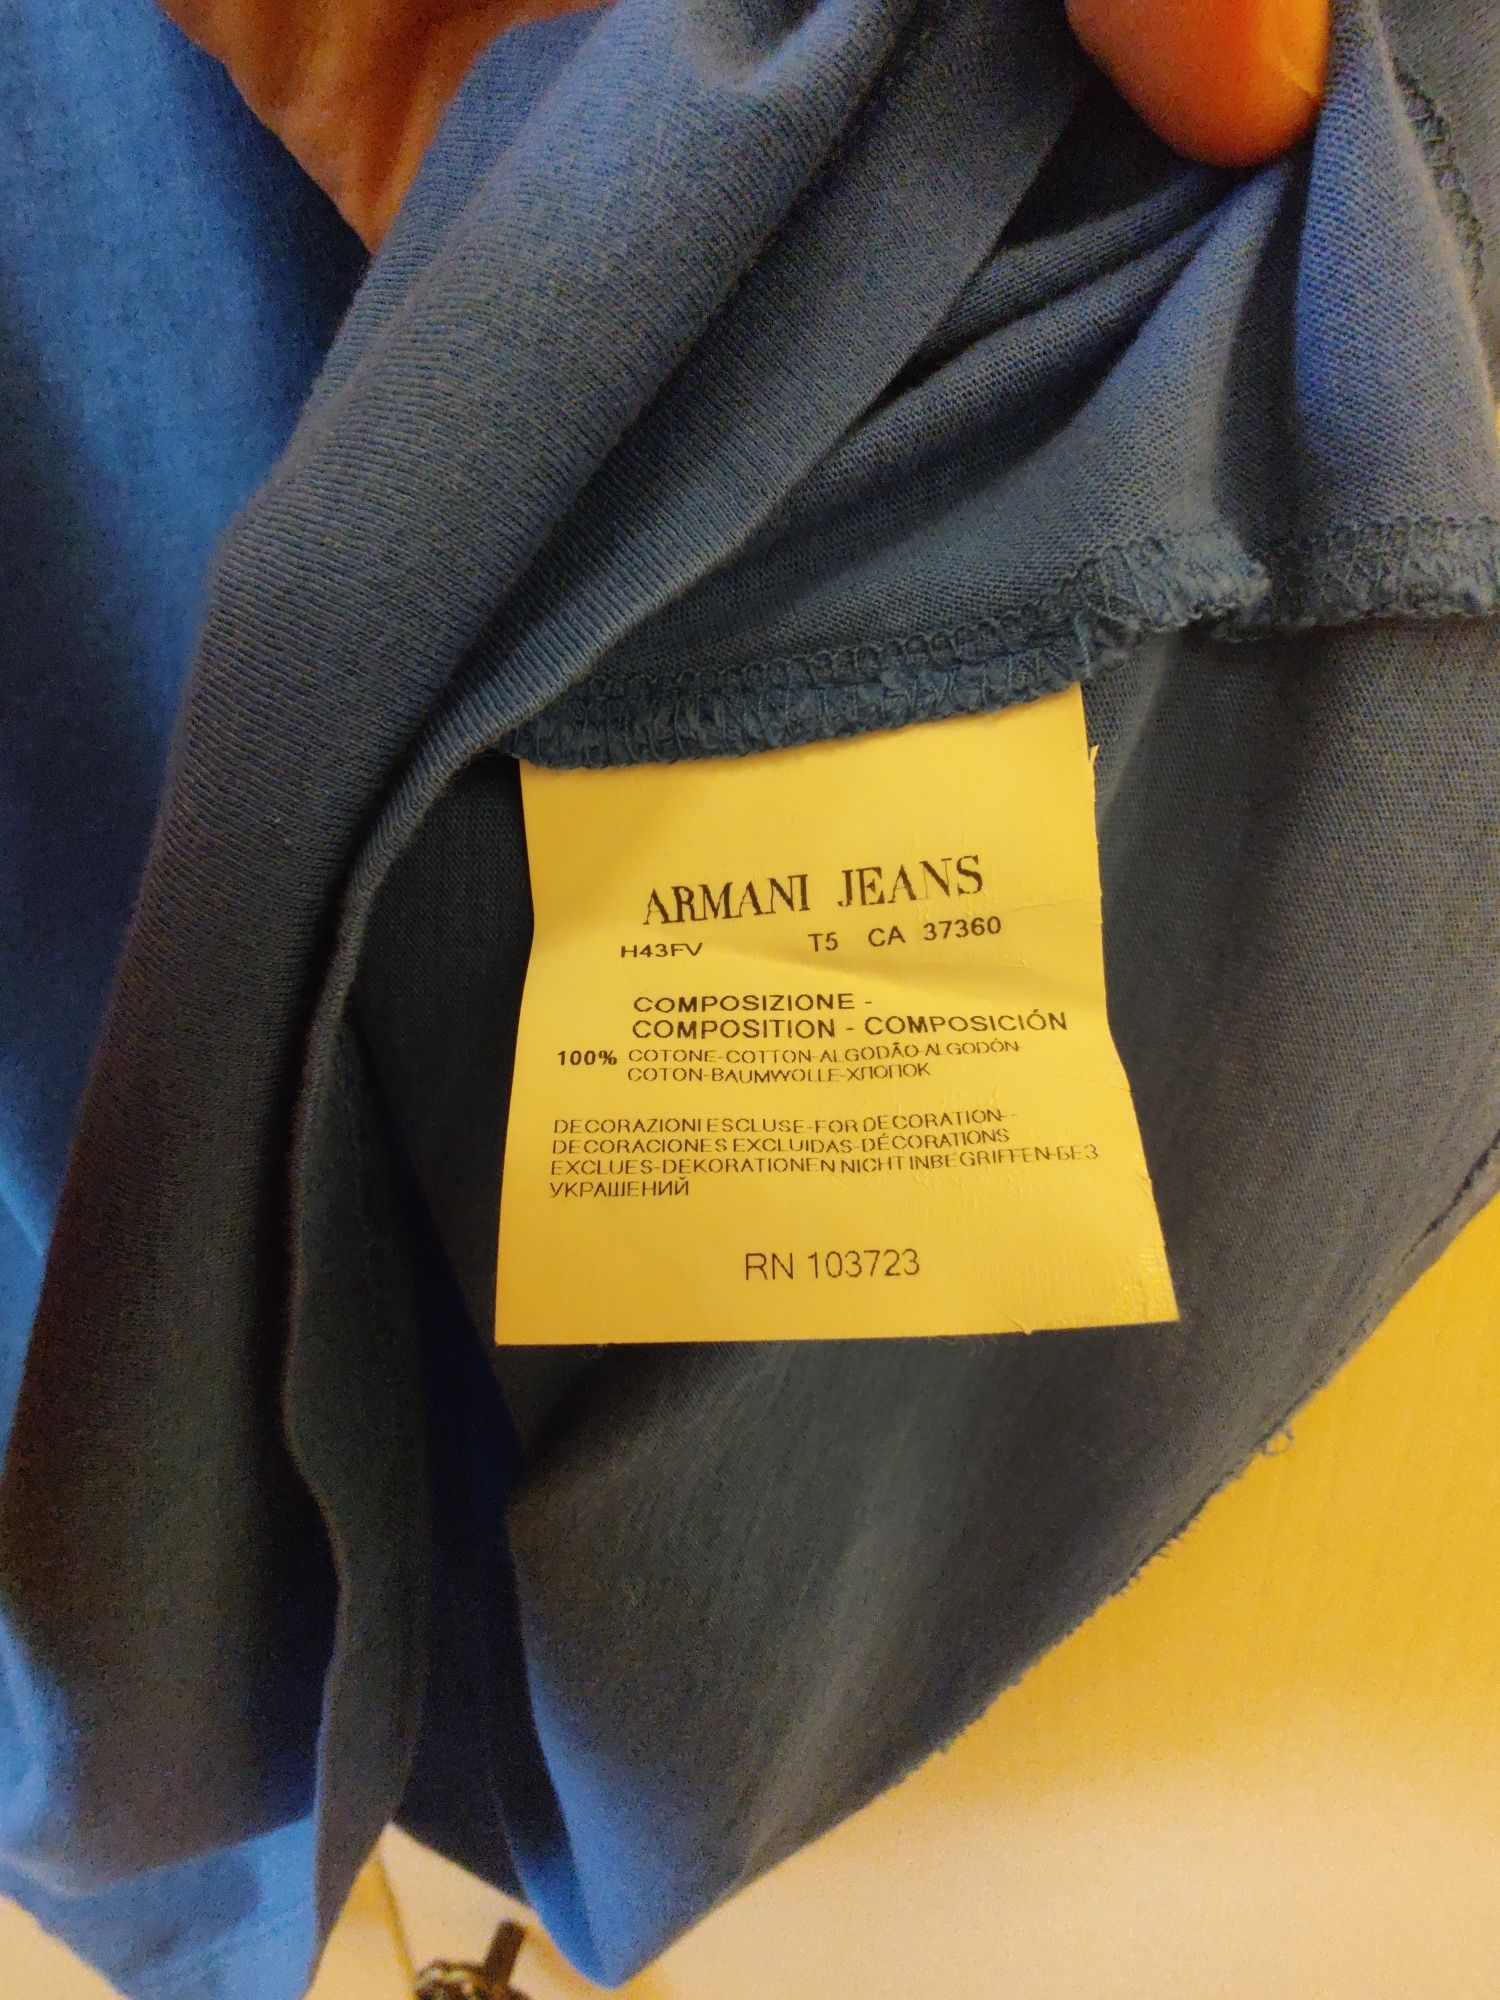 ARMANI JEANS
H43FV T5 CA 37360
COMPOSIZIONE -
COMPOSITION - COMPOSICIÓN
100% COTONE-COTTON-ALGODÃO-ALGODÓN-
COTON-BAUMWOLLE-ХЛОПОК
DECORAZIONI ESCLUSE-FOR DECORATION-
DECORACIONES EXCLUIDAS-DÉCORATIONS
EXCLUES-DEKORATIONEN NICHT INBEGRIFFEN-БЕЗ
УКРАШЕНИЙ
RN 103723